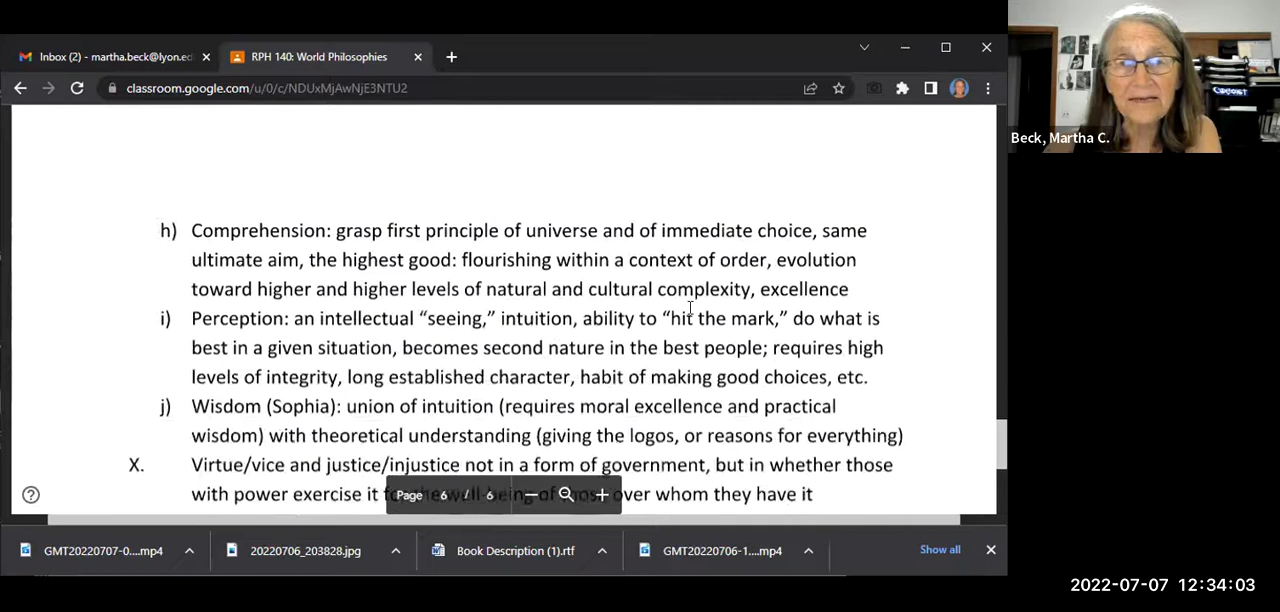 Inbox (2) - martha.beck@lyon.ed
RPH 140: World Philosophies
classroom.google.com/u/0/c/NDUxMjAwNjE3NTU2
Beck, Martha C.
h) Comprehension: grasp first principle of universe and of immediate choice, same
ultimate aim, the highest good: flourishing within a context of order, evolution
toward higher and higher levels of natural and cultural complexity, excellence
i) Perception: an intellectual “seeing,” intuition, ability to “hit the mark,” do what is
best in a given situation, becomes second nature in the best people; requires high
levels of integrity, long established character, habit of making good choices, etc.
j) Wisdom (Sophia): union of intuition (requires moral excellence and practical
wisdom) with theoretical understanding (giving the logos, or reasons for everything)
X. Virtue/vice and justice/injustice not in a form of government, but in whether those
with power exercise it for the well-being of those over whom they have it
Page 6 / 6
GMT20220707-0....mp4
20220706_203828.jpg
Book Description (1).rtf
GMT20220706-1....mp4
Show all
2022-07-07 12:34:03